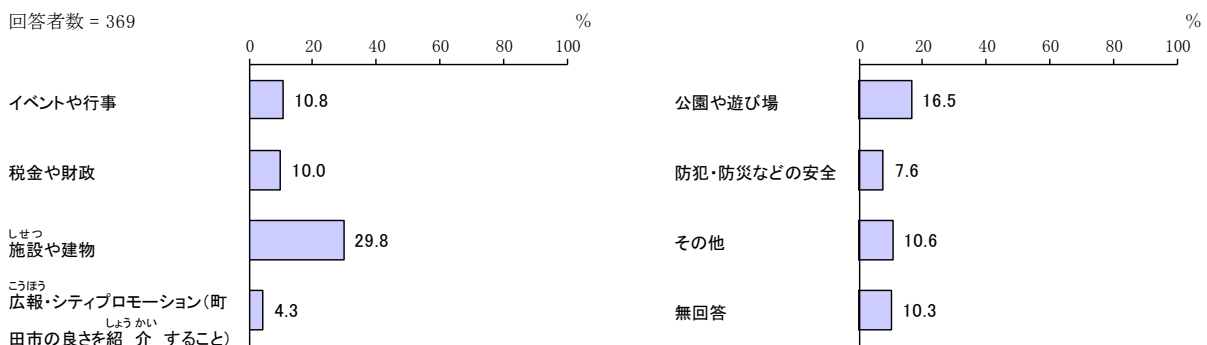 回答者数 = 369
%
0 20 40 60 80 100
イベントや行事 10.8
税金や財政 10.0
しせつ
施設や建物 29.8
こうほう
広報・シティプロモーション(町
しょうかい
田市の良さを紹介 すること) 4.3
%
0 20 40 60 80 100
公園や遊び場 16.5
防犯・防災などの安全 7.6
その他 10.6
無回答 10.3